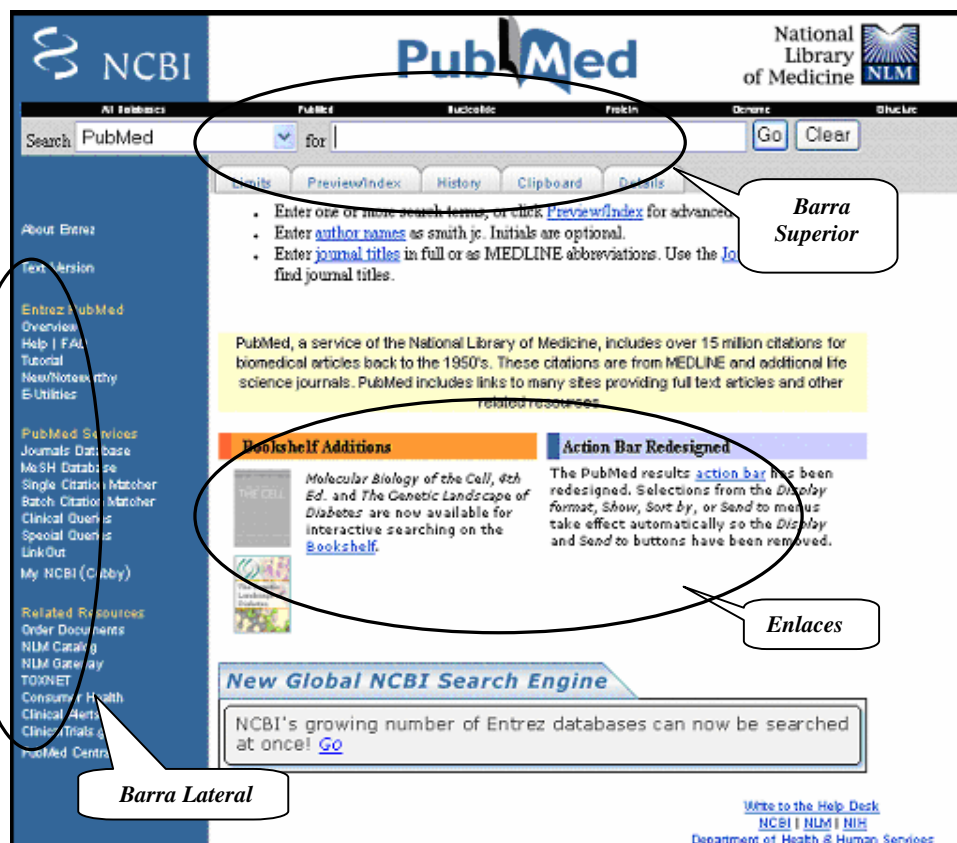 NCBI
PubMed
National
Library
of Medicine NLM
All Databases PubMed Nucleotide Protein Genome Structure
Search PubMed for Go Clear
Limits Preview/Index History Clipboard Details
Barra
Superior
• Enter one or more search terms, or click Preview/Index for advanced
• Enter author names as smith jc. Initials are optional.
• Enter journal titles in full or as MEDLINE abbreviations. Use the Jo
find journal titles.
About Entrez
Text Version
Entrez PubMed
Overview
Help | FAQ
Tutorial
New/Noteworthy
E-Utilities
PubMed Services
Journals Database
MeSH Database
Single Citation Matcher
Batch Citation Matcher
Clinical Queries
Special Queries
LinkOut
My NCBI (Cubby)
Related Resources
Order Documents
NLM Catalog
NLM Gateway
TOXNET
Consumer Health
Clinical Alerts
ClinicalTrials.g
PubMed Centra
Barra Lateral
PubMed, a service of the National Library of Medicine, includes over 15 million citations for
biomedical articles back to the 1950's. These citations are from MEDLINE and additional life
science journals. PubMed includes links to many sites providing full text articles and other
related resources.
Bookshelf Additions
THE CELL
The Genetic
Landscape
Diabetes
Molecular Biology
of the Cell, 4th
Ed. and The Genetic Landscape of
Diabetes are now available for
interactive searching on the
Bookshelf.
Action Bar Redesigned
The PubMed results action bar has been
redesigned. Selections from the Display
format, Show, Sort by, or Send to menus
take effect automatically so the Display
and Send to buttons have been removed.
Enlaces
New Global NCBI Search Engine
NCBI's growing number of Entrez databases can now be searched
at once! Go
Write to the Help Desk
NCBI | NLM | NIH
Department of Health & Human Services